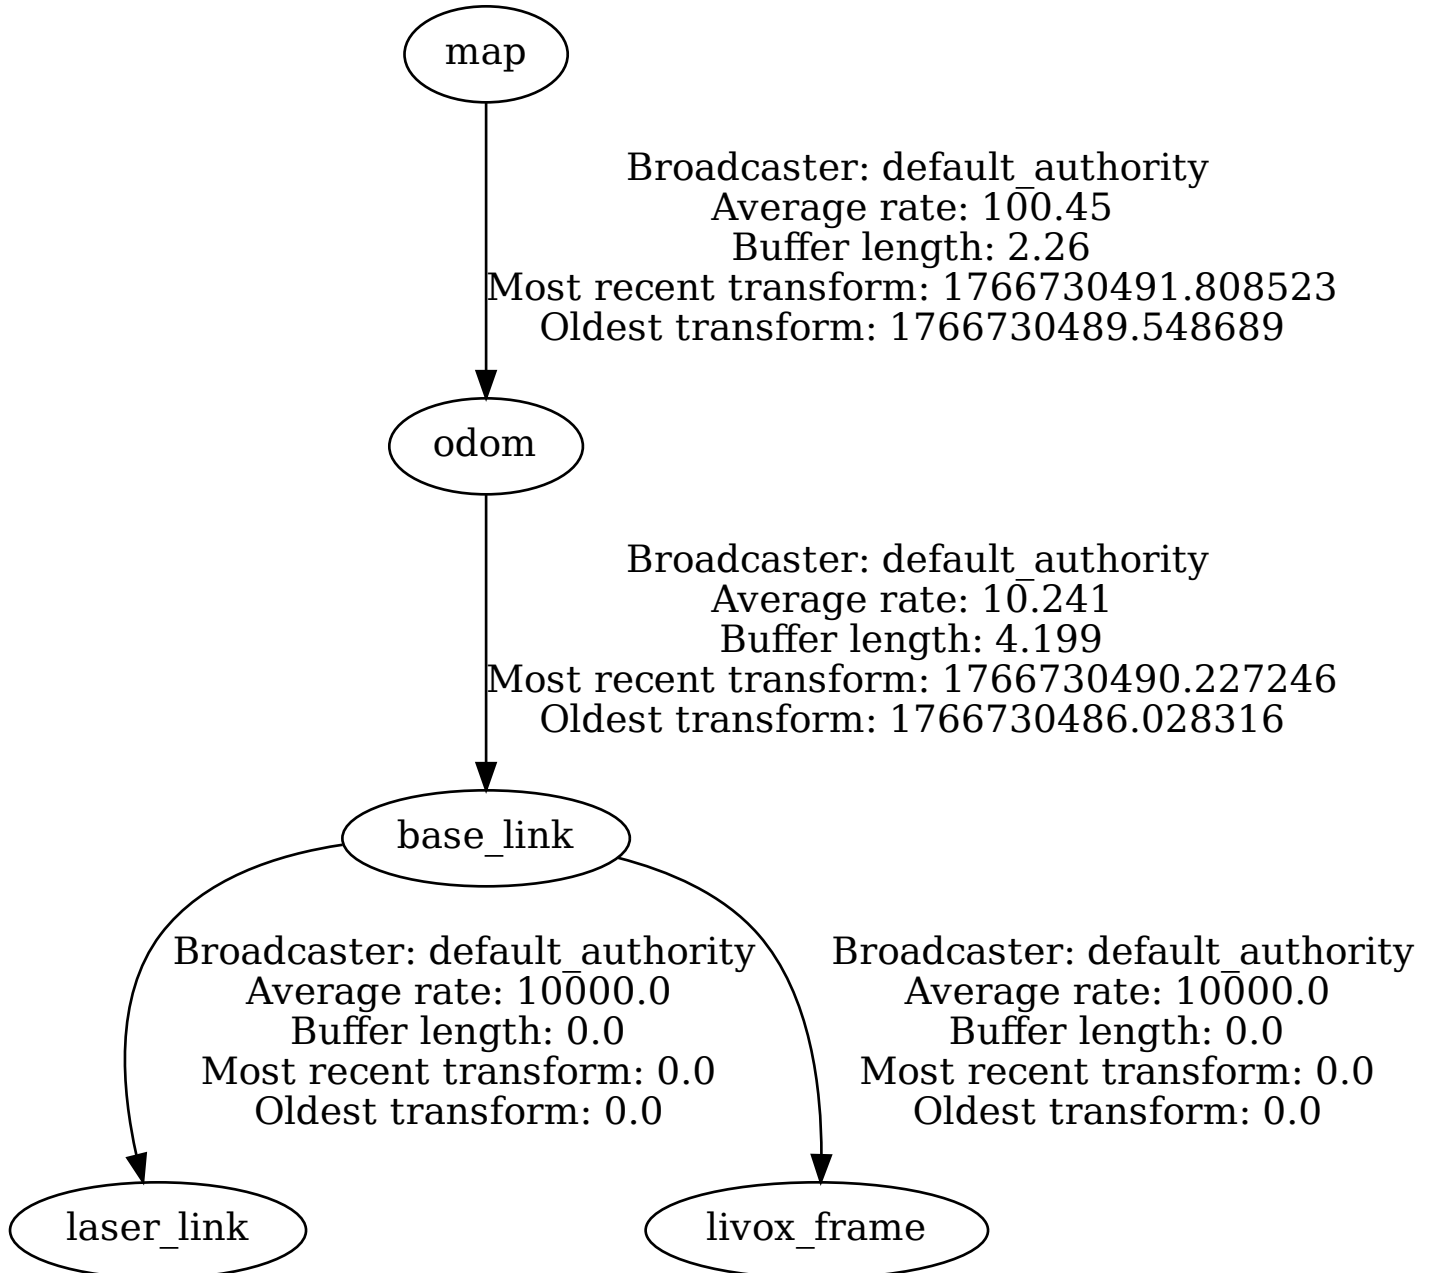 map
Broadcaster: default_authority
Average rate: 100.45
Buffer length: 2.26
Most recent transform: 1766730491.808523
Oldest transform: 1766730489.548689
odom
Broadcaster: default_authority
Average rate: 10.241
Buffer length: 4.199
Most recent transform: 1766730490.227246
Oldest transform: 1766730486.028316
base_link
Broadcaster: default_authority
Average rate: 10000.0
Buffer length: 0.0
Most recent transform: 0.0
Oldest transform: 0.0
Broadcaster: default_authority
Average rate: 10000.0
Buffer length: 0.0
Most recent transform: 0.0
Oldest transform: 0.0
laser_link
livox_frame